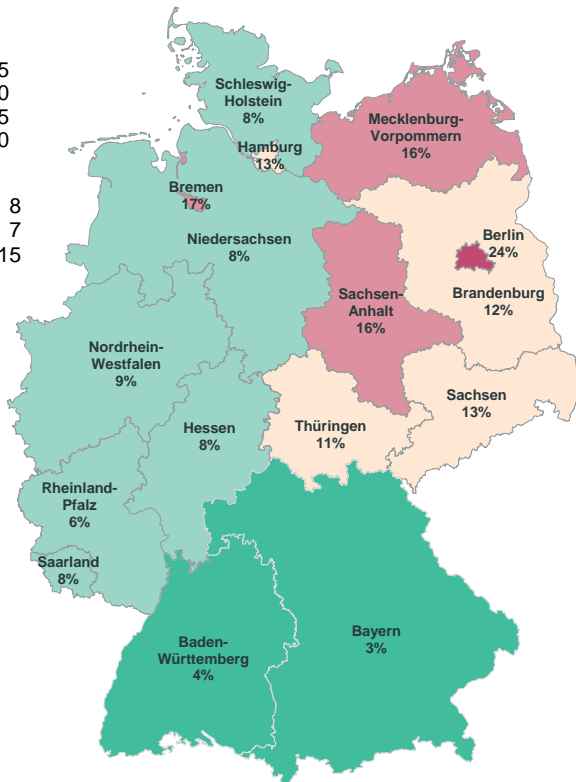 5
0
5
0
8
7
15
Schleswig-
Holstein
8%
Mecklenburg-
Vorpommern
16%
Hamburg
13%
Bremen
17%
Niedersachsen
8%
Berlin
24%
Brandenburg
12%
Sachsen-
Anhalt
16%
Nordrhein-
Westfalen
9%
Sachsen
13%
Thüringen
11%
Hessen
8%
Rheinland-
Pfalz
6%
Saarland
8%
Bayern
3%
Baden-
Württemberg
4%